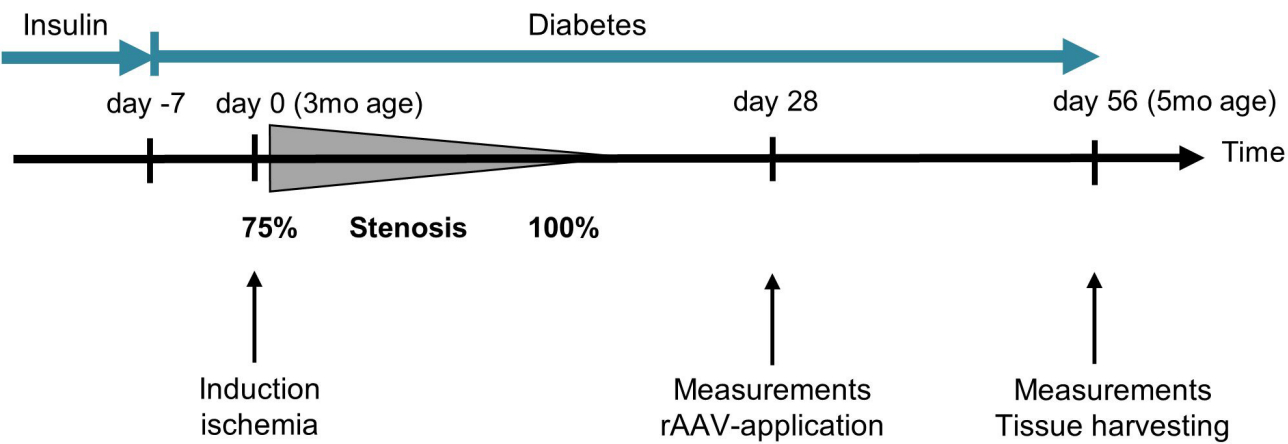 Insulin
Diabetes
day -7
day 0 (3mo age)
day 28
day 56 (5mo age)
Time
75%
Stenosis
100%
Induction
ischemia
Measurements
rAAV-application
Measurements
Tissue harvesting